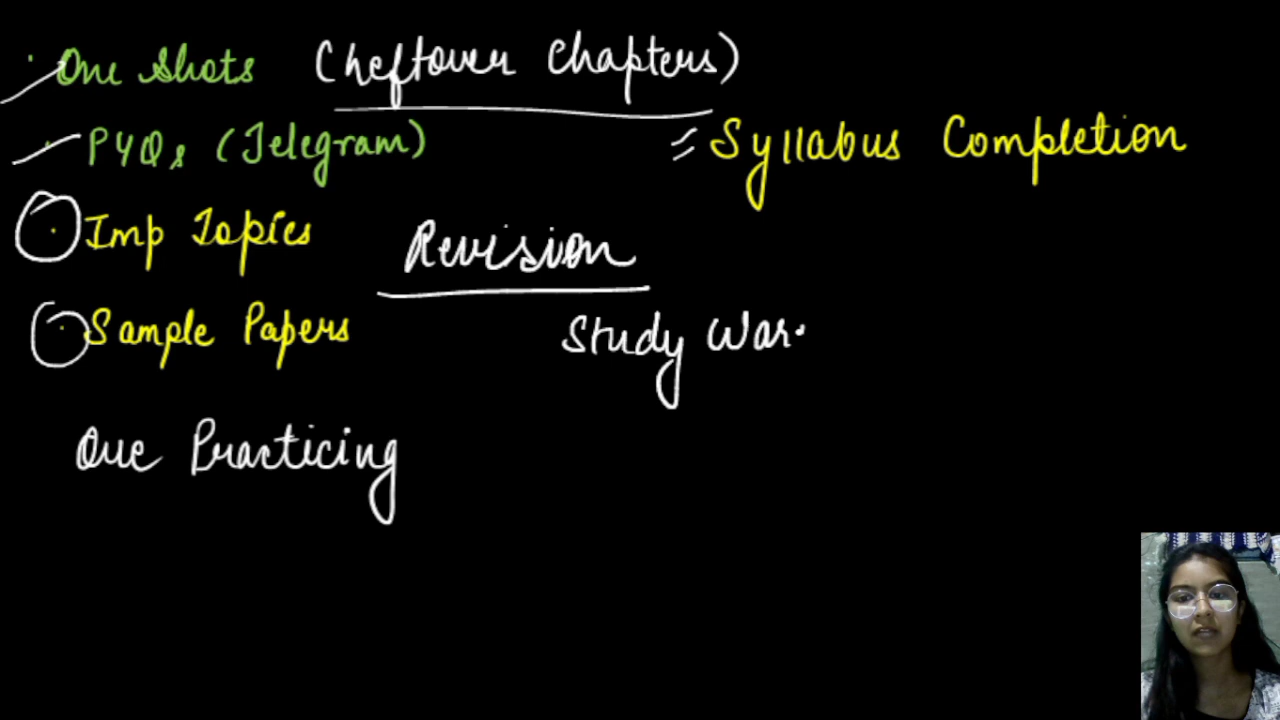 One Shots (Leftover Chapters)
PYQs (Telegram) = Syllabus Completion
Imp Topics
Revision
Sample Papers
Study War.
Que Practicing